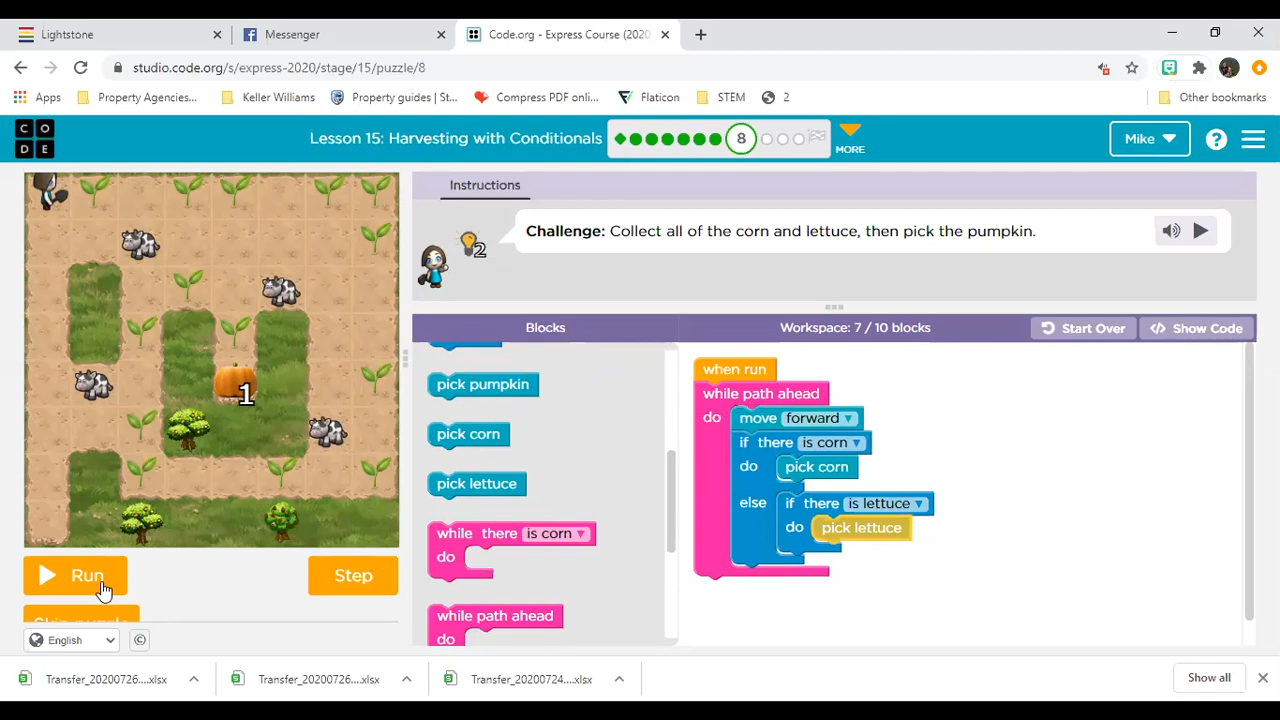 Lightstone
Messenger
Code.org - Express Course (2020
studio.code.org/s/express-2020/stage/15/puzzle/8
Apps
Property Agencies...
Keller Williams
Property guides | St...
Compress PDF onlin...
Flaticon
STEM
2
Other bookmarks
C O
D E
Lesson 15: Harvesting with Conditionals
8
MORE
Mike
?
Instructions
2
Challenge: Collect all of the corn and lettuce, then pick the pumpkin.
Blocks
Workspace: 7 / 10 blocks
Start Over
</> Show Code
1
pick pumpkin
pick corn
pick lettuce
while there is corn
do
while path ahead
do
when run
while path ahead
do move forward
if there is corn
do pick corn
else if there is lettuce
do pick lettuce
Run
Step
Skip puzzle
English
©
Transfer_20200726....xlsx
Transfer_20200726....xlsx
Transfer_20200724....xlsx
Show all